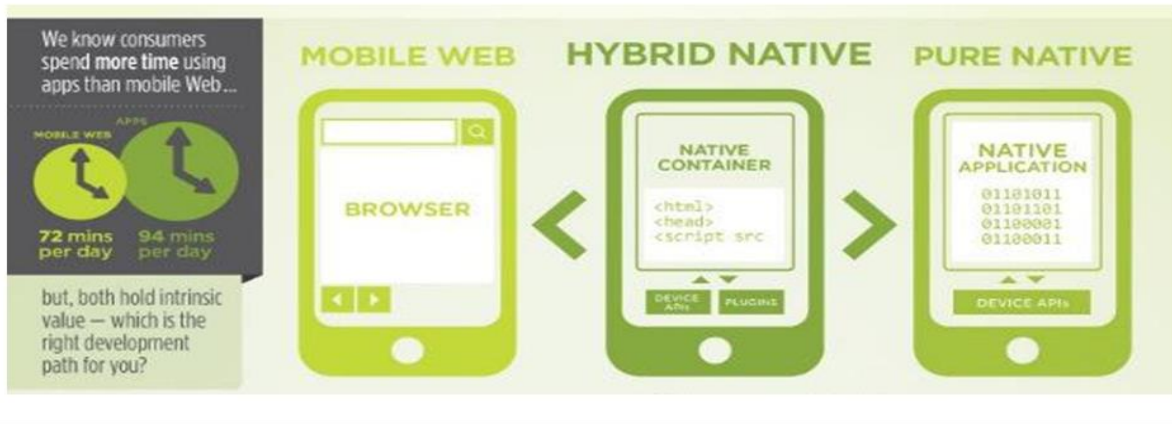 We know consumers
spend more time using
apps than mobile Web...
APPS
MOBILE WEB
72 mins
per day
94 mins
per day
but, both hold intrinsic
value — which is the
right development
path for you?
MOBILE WEB
BROWSER
HYBRID NATIVE
NATIVE
CONTAINER
<html>
<head>
<script src
DEVICE
APIs
PLUGINS
PURE NATIVE
NATIVE
APPLICATION
01101011
01101101
01100001
01100011
DEVICE APIs